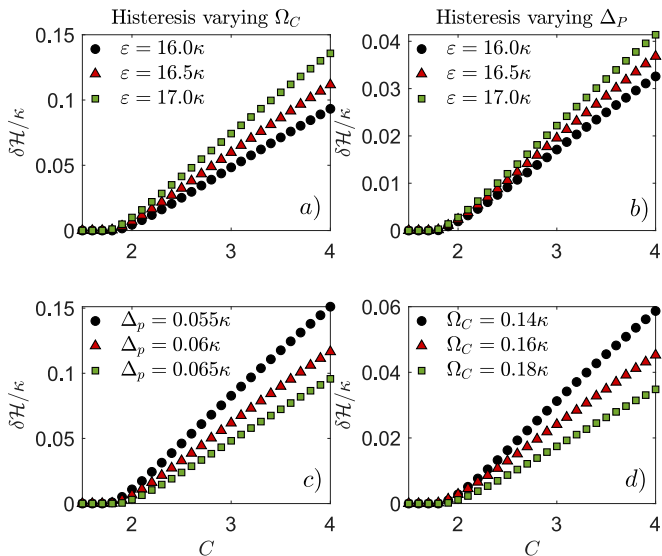 Histeresis varying Ω_C
Histeresis varying Δ_P
0.15
0.1
0.05
0
δℋ/κ
ε = 16.0κ
ε = 16.5κ
ε = 17.0κ
a)
2 3 4
0.04
0.03
0.02
0.01
0
δℋ/κ
ε = 16.0κ
ε = 16.5κ
ε = 17.0κ
b)
2 3 4
0.15
0.1
0.05
0
δℋ/κ
Δ_p = 0.055κ
Δ_p = 0.06κ
Δ_p = 0.065κ
c)
2 3 4
C
0.06
0.04
0.02
0
δℋ/κ
Ω_C = 0.14κ
Ω_C = 0.16κ
Ω_C = 0.18κ
d)
2 3 4
C